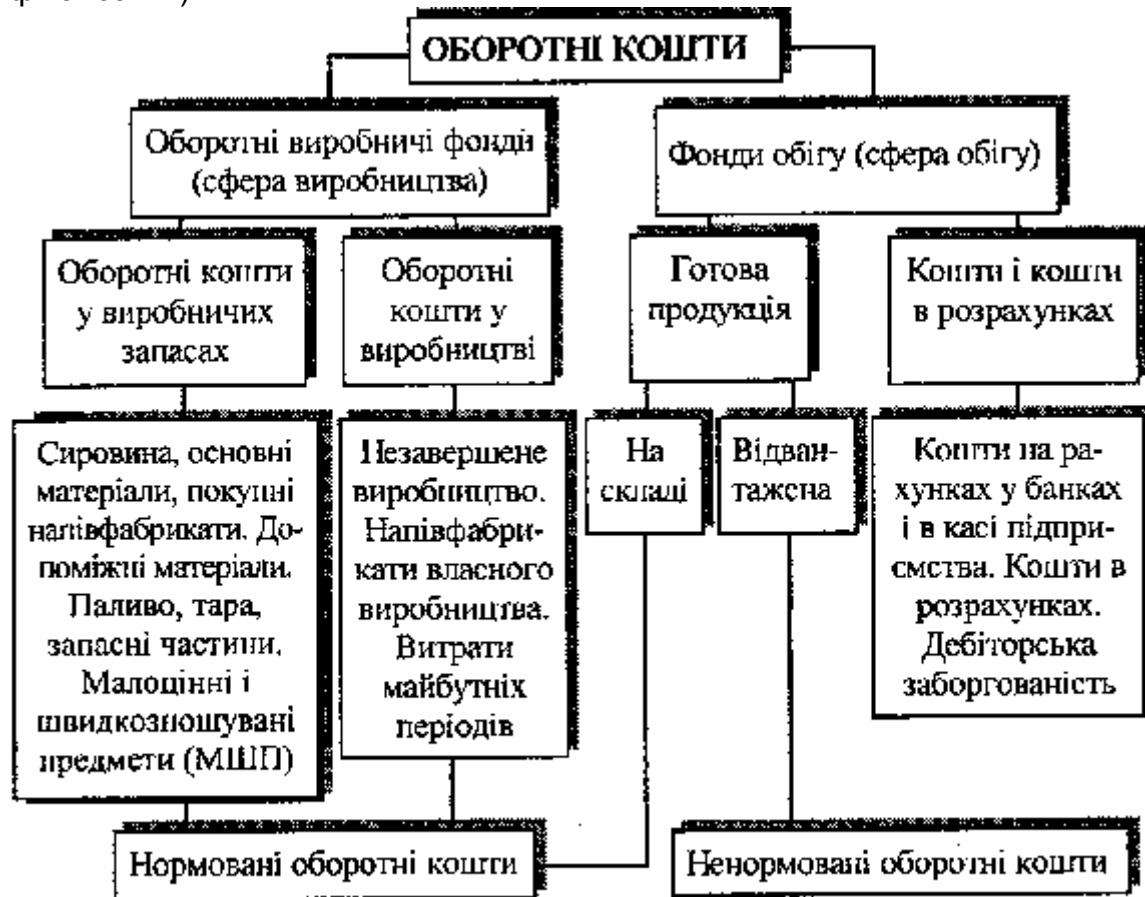 ОБОРОТНІ КОШТИ
Оборотні виробничі фонди
(сфера виробництва)
Фонди обігу (сфера обігу)
Оборотні кошти
у виробничих
запасах
Оборотні
кошти у
виробництві
Готова
продукція
Кошти і кошти
в розрахунках
Сировина, основні
матеріали, покупні
напівфабрикати. До-
поміжні матеріали.
Паливо, тара,
запасні частини.
Малоцінні і
швидкозношувані
предмети (МШП)
Незавершене
виробництво.
Напівфабри-
кати власного
виробництва.
Витрати
майбутніх
періодів
На
складі
Відван-
тажена
Кошти на ра-
хунках у банках
і в касі підпри-
ємства. Кошти в
розрахунках.
Дебіторська
заборгованість
Нормовані оборотні кошти
Ненормовані оборотні кошти